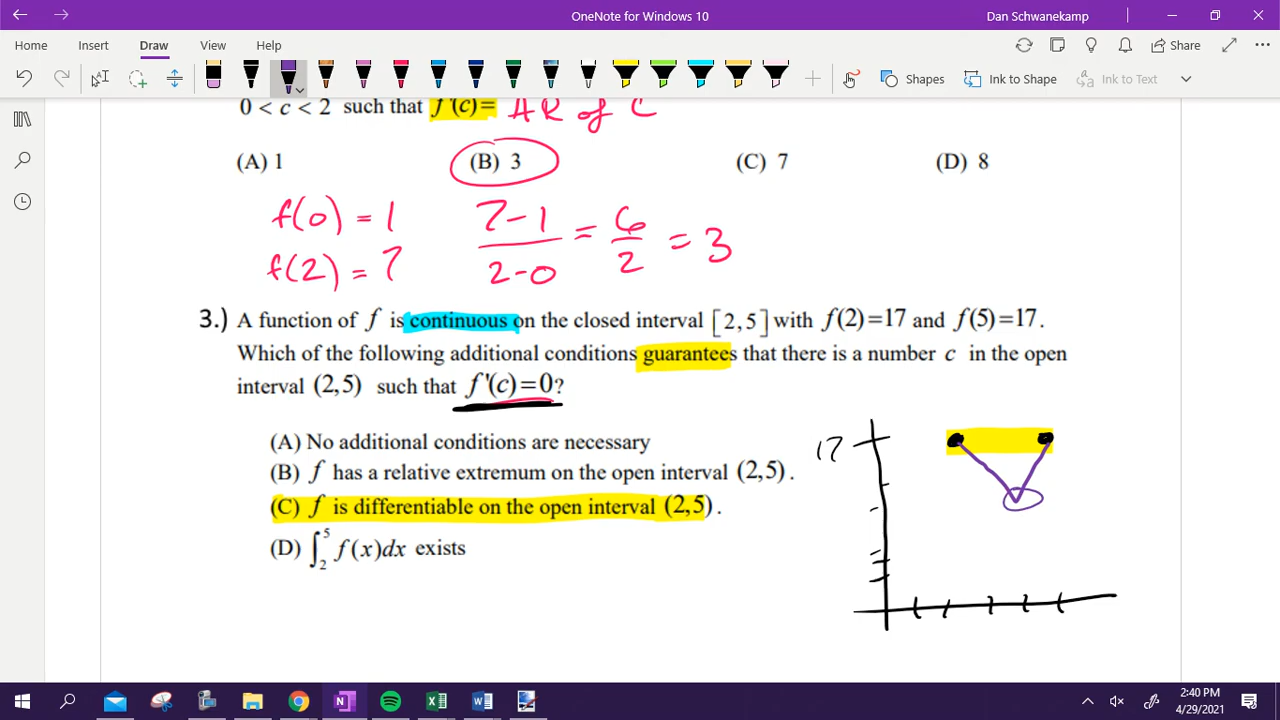 OneNote for Windows 10
Dan Schwanekamp
Home Insert Draw View Help
Share
Shapes
Ink to Shape
Ink to Text
0 < c < 2 such that f '(c)= AR of C
(A) 1 (B) 3 (C) 7 (D) 8
f(0) = 1
f(2) = 7
7-1
2-0
= 6
2
= 3
3.) A function of f is continuous on the closed interval [2,5] with f(2)=17 and f(5)=17.
Which of the following additional conditions guarantees that there is a number c in the open
interval (2,5) such that f'(c)=0?
(A) No additional conditions are necessary
(B) f has a relative extremum on the open interval (2,5).
(C) f is differentiable on the open interval (2,5).
(D) ∫₂⁵ f(x)dx exists
17
2:40 PM
4/29/2021